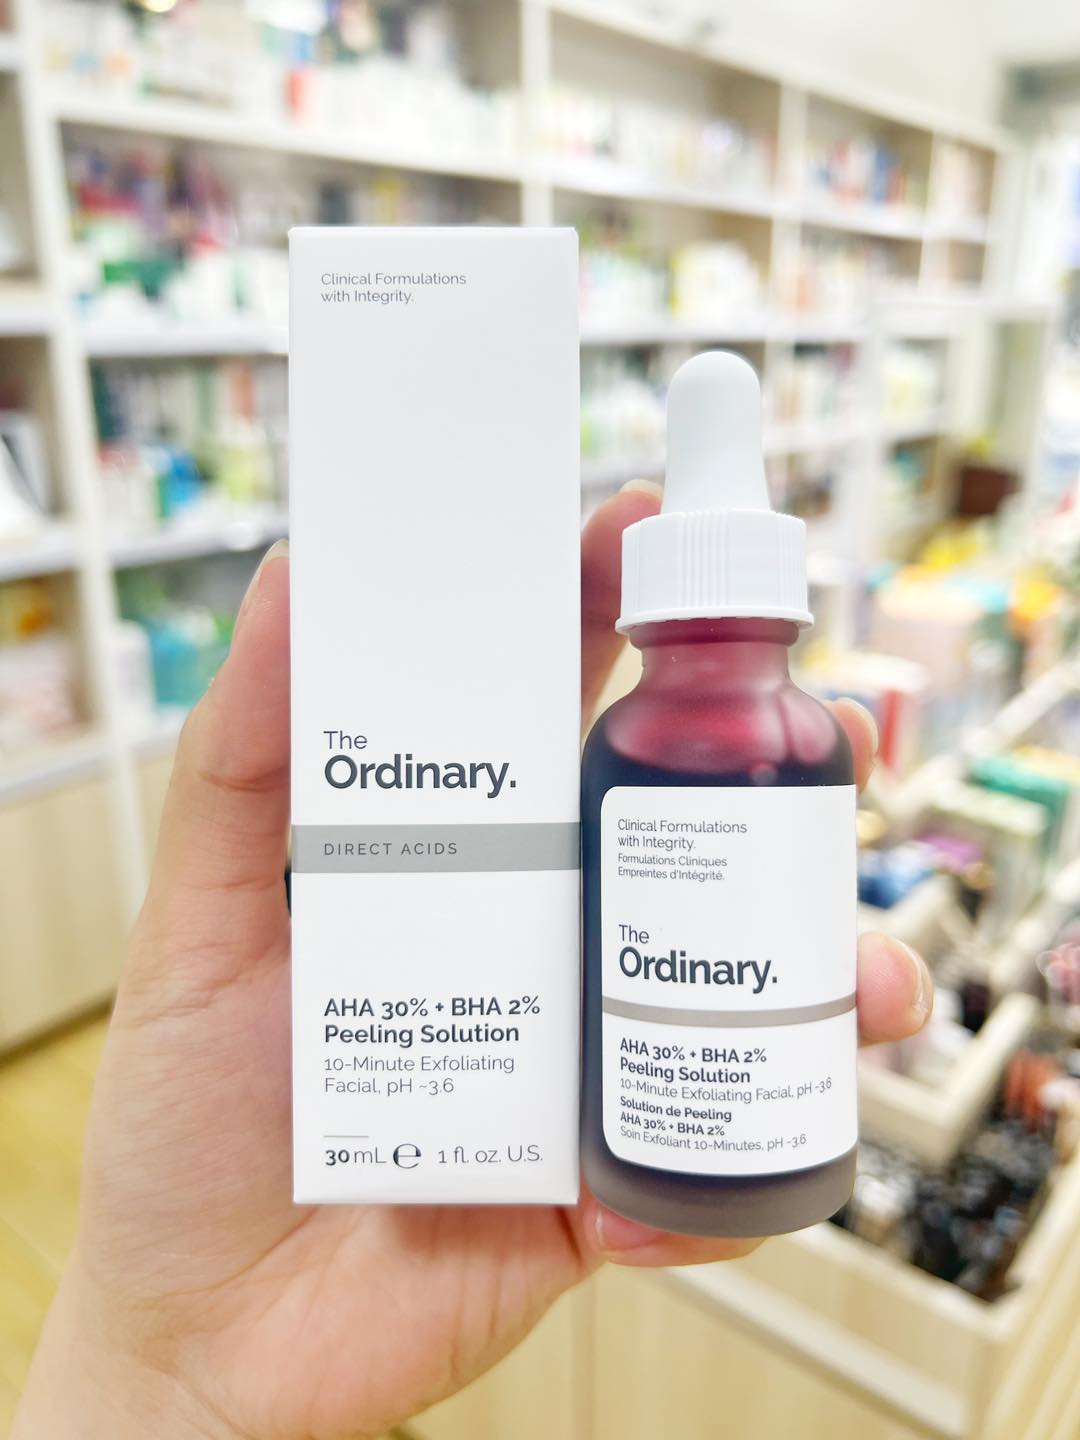 Clinical Formulations
with Integrity.
The
Ordinary.
DIRECT ACIDS
AHA 30% + BHA 2%
Peeling Solution
10-Minute Exfoliating
Facial, pH ~3.6
30 mL ℮ 1 fl. oz. U.S.
Clinical Formulations
with Integrity.
Formulations Cliniques
Empreintes d'Intégrité.
The
Ordinary.
AHA 30% + BHA 2%
Peeling Solution
10-Minute Exfoliating Facial, pH ~3.6
Solution de Peeling
AHA 30% + BHA 2%
Soin Exfoliant 10-Minutes, pH ~3.6